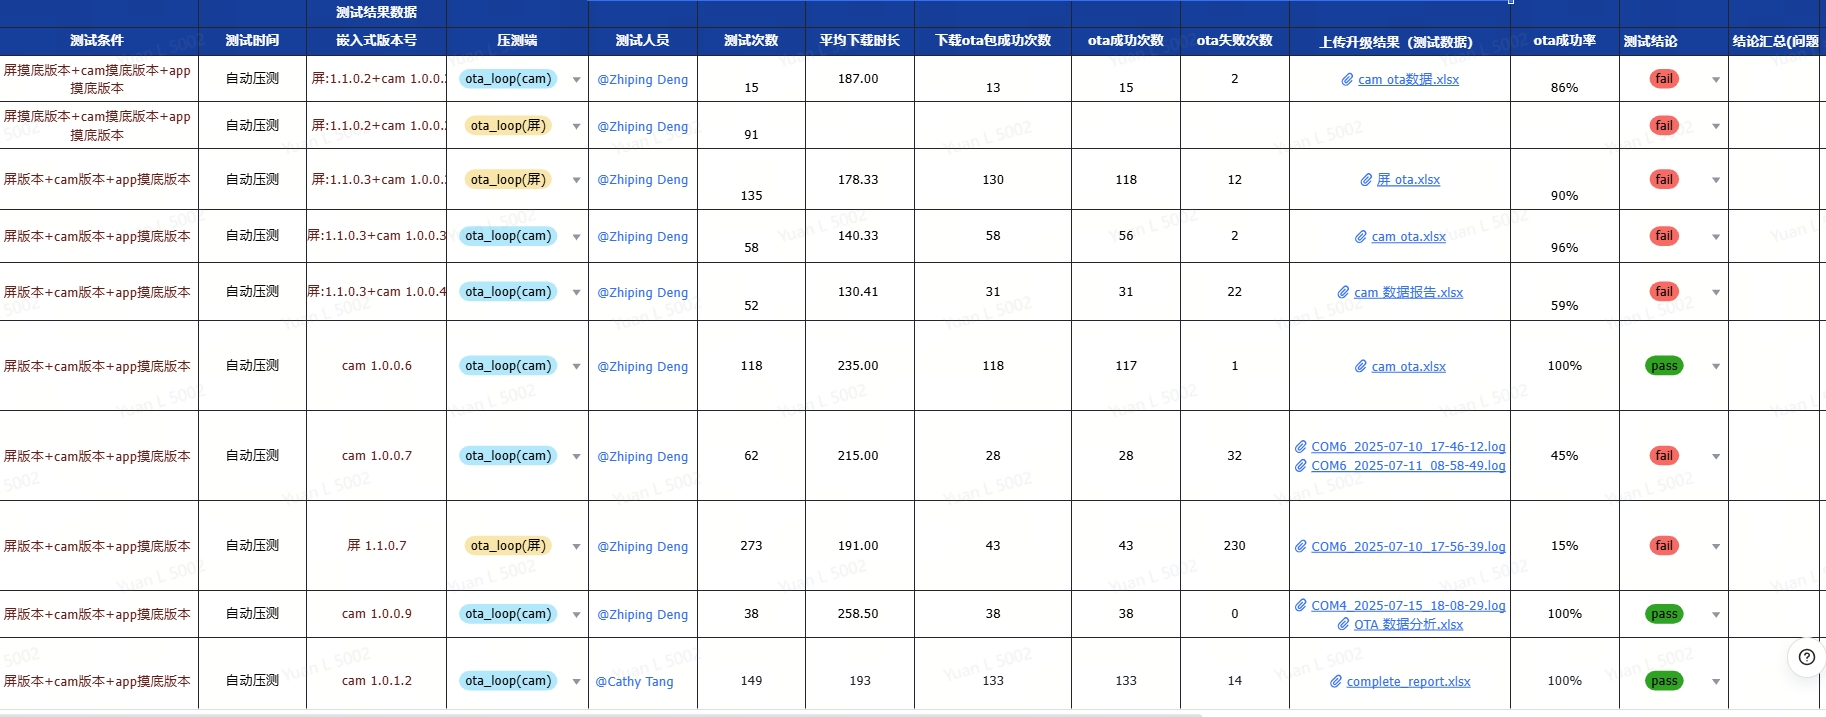 测试结果数据
测试条件 测试时间 嵌入式版本号 压测端 测试人员 测试次数 平均下载时长 下载ota包成功次数 ota成功次数 ota失败次数 上传升级结果（测试数据） ota成功率 测试结论 结论汇总(问题
屏摸底版本+cam摸底版本+app摸底版本 自动压测 屏:1.1.0.2+cam 1.0.0. ota_loop(cam) @Zhiping Deng 15 187.00 13 15 2 cam ota数据.xlsx 86% fail
屏摸底版本+cam摸底版本+app摸底版本 自动压测 屏:1.1.0.2+cam 1.0.0. ota_loop(屏) @Zhiping Deng 91 fail
屏版本+cam版本+app摸底版本 自动压测 屏:1.1.0.3+cam 1.0.0. ota_loop(屏) @Zhiping Deng 135 178.33 130 118 12 屏 ota.xlsx 90% fail
屏版本+cam版本+app摸底版本 自动压测 屏:1.1.0.3+cam 1.0.0.3 ota_loop(cam) @Zhiping Deng 58 140.33 58 56 2 cam ota.xlsx 96% fail
屏版本+cam版本+app摸底版本 自动压测 屏:1.1.0.3+cam 1.0.0.4 ota_loop(cam) @Zhiping Deng 52 130.41 31 31 22 cam 数据报告.xlsx 59% fail
屏版本+cam版本+app摸底版本 自动压测 cam 1.0.0.6 ota_loop(cam) @Zhiping Deng 118 235.00 118 117 1 cam ota.xlsx 100% pass
屏版本+cam版本+app摸底版本 自动压测 cam 1.0.0.7 ota_loop(cam) @Zhiping Deng 62 215.00 28 28 32 COM6_2025-07-10_17-46-12.log COM6_2025-07-11_08-58-49.log 45% fail
屏版本+cam版本+app摸底版本 自动压测 屏 1.1.0.7 ota_loop(屏) @Zhiping Deng 273 191.00 43 43 230 COM6_2025-07-10_17-56-39.log 15% fail
屏版本+cam版本+app摸底版本 自动压测 cam 1.0.0.9 ota_loop(cam) @Zhiping Deng 38 258.50 38 38 0 COM4_2025-07-15_18-08-29.log OTA 数据分析.xlsx 100% pass
屏版本+cam版本+app摸底版本 自动压测 cam 1.0.1.2 ota_loop(cam) @Cathy Tang 149 193 133 133 14 complete_report.xlsx 100% pass
Yuan L 5002